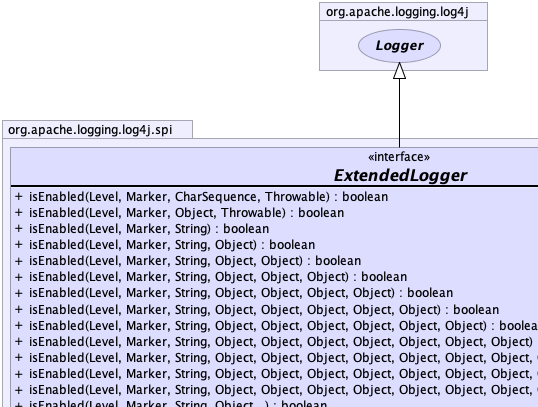 org.apache.logging.log4j
Logger
org.apache.logging.log4j.spi
«interface»
ExtendedLogger
+ isEnabled(Level, Marker, CharSequence, Throwable) : boolean
+ isEnabled(Level, Marker, Object, Throwable) : boolean
+ isEnabled(Level, Marker, String) : boolean
+ isEnabled(Level, Marker, String, Object) : boolean
+ isEnabled(Level, Marker, String, Object, Object) : boolean
+ isEnabled(Level, Marker, String, Object, Object, Object) : boolean
+ isEnabled(Level, Marker, String, Object, Object, Object, Object) : boolean
+ isEnabled(Level, Marker, String, Object, Object, Object, Object, Object) : boolean
+ isEnabled(Level, Marker, String, Object, Object, Object, Object, Object, Object) : boolea
+ isEnabled(Level, Marker, String, Object, Object, Object, Object, Object, Object, Object)
+ isEnabled(Level, Marker, String, Object, Object, Object, Object, Object, Object, Object,
+ isEnabled(Level, Marker, String, Object, Object, Object, Object, Object, Object, Object,
+ isEnabled(Level, Marker, String, Object, Object, Object, Object, Object, Object, Object,
+ isEnabled(Level, Marker, String, Object...) : boolean